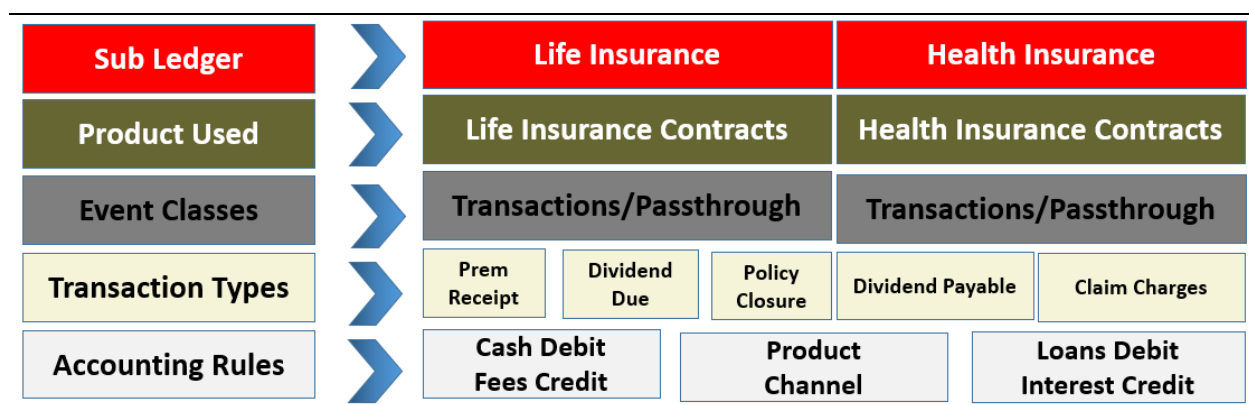 Sub Ledger
Life Insurance
Health Insurance
Product Used
Life Insurance Contracts
Health Insurance Contracts
Event Classes
Transactions/Passthrough
Transactions/Passthrough
Transaction Types
Prem
Receipt
Dividend
Due
Policy
Closure
Dividend Payable
Claim Charges
Accounting Rules
Cash Debit
Fees Credit
Product
Channel
Loans Debit
Interest Credit